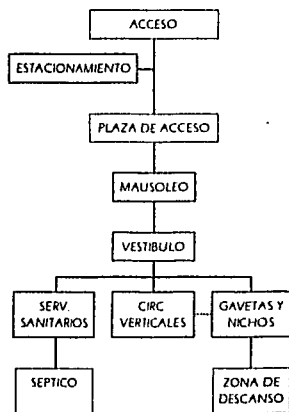 ACCESO
ESTACIONAMIENTO
PLAZA DE ACCESO
MAUSOLEO
VESTIBULO
SERV.
SANITARIOS
CIRC
VERTICALES
GAVETAS Y
NICHOS
SEPTICO
ZONA DE
DESCANSO